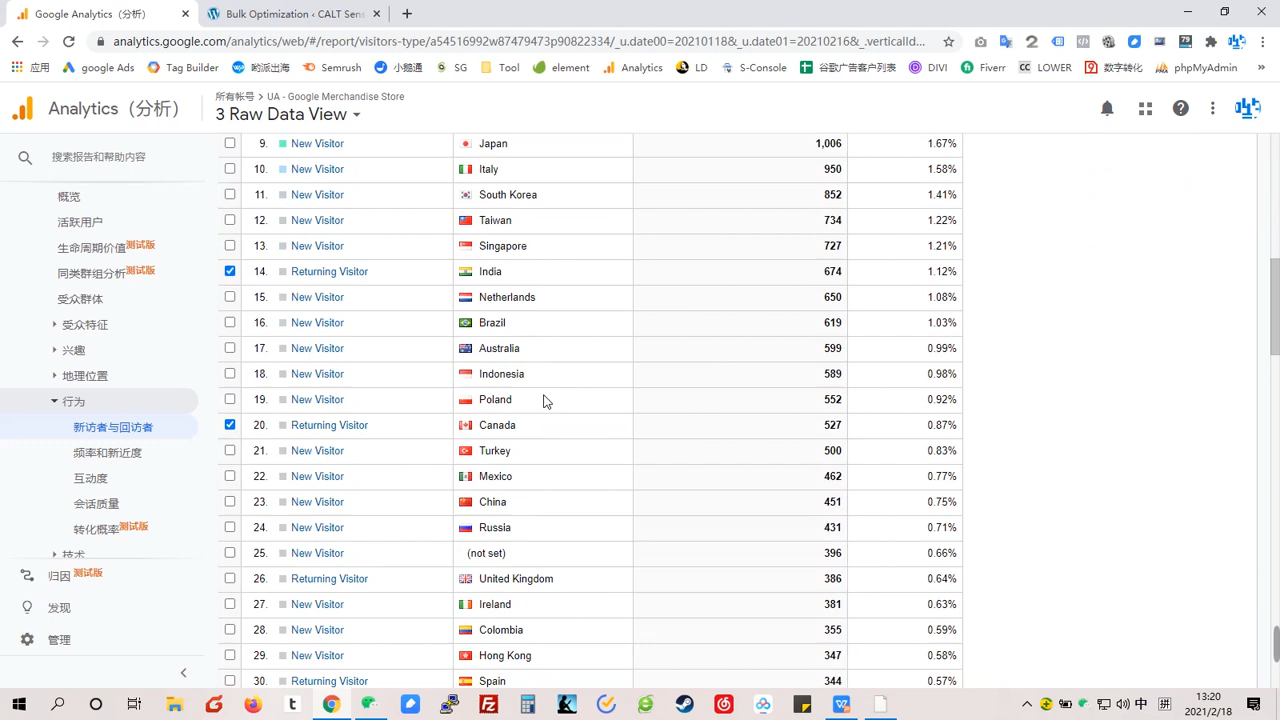 Google Analytics（分析）
Bulk Optimization ‹ CALT Sens
analytics.google.com/analytics/web/#/report/visitors-type/a54516992w87479473p90822334/_u.date00=20210118&_u.date01=20210216&_.verticalId...
应用 google Ads Tag Builder 响派出海 Semrush 小鹅通 SG Tool element Analytics LD S-Console 谷歌广告客户列表 DIVI Fiverr LOWER 数字转化 phpMyAdmin »
Analytics（分析）
所有帐号 > UA - Google Merchandise Store
3 Raw Data View
搜索报告和帮助内容
概览
活跃用户
生命周期价值 测试版
同类群组分析 测试版
受众群体
受众特征
兴趣
地理位置
行为
新访者与回访者
频率和新近度
互动度
会话质量
转化概率 测试版
技术
归因 测试版
发现
管理
9. New Visitor Japan 1,006 1.67%
10. New Visitor Italy 950 1.58%
11. New Visitor South Korea 852 1.41%
12. New Visitor Taiwan 734 1.22%
13. New Visitor Singapore 727 1.21%
14. Returning Visitor India 674 1.12%
15. New Visitor Netherlands 650 1.08%
16. New Visitor Brazil 619 1.03%
17. New Visitor Australia 599 0.99%
18. New Visitor Indonesia 589 0.98%
19. New Visitor Poland 552 0.92%
20. Returning Visitor Canada 527 0.87%
21. New Visitor Turkey 500 0.83%
22. New Visitor Mexico 462 0.77%
23. New Visitor China 451 0.75%
24. New Visitor Russia 431 0.71%
25. New Visitor (not set) 396 0.66%
26. Returning Visitor United Kingdom 386 0.64%
27. New Visitor Ireland 381 0.63%
28. New Visitor Colombia 355 0.59%
29. New Visitor Hong Kong 347 0.58%
30. Returning Visitor Spain 344 0.57%
中 拼 13:20
2021/2/18